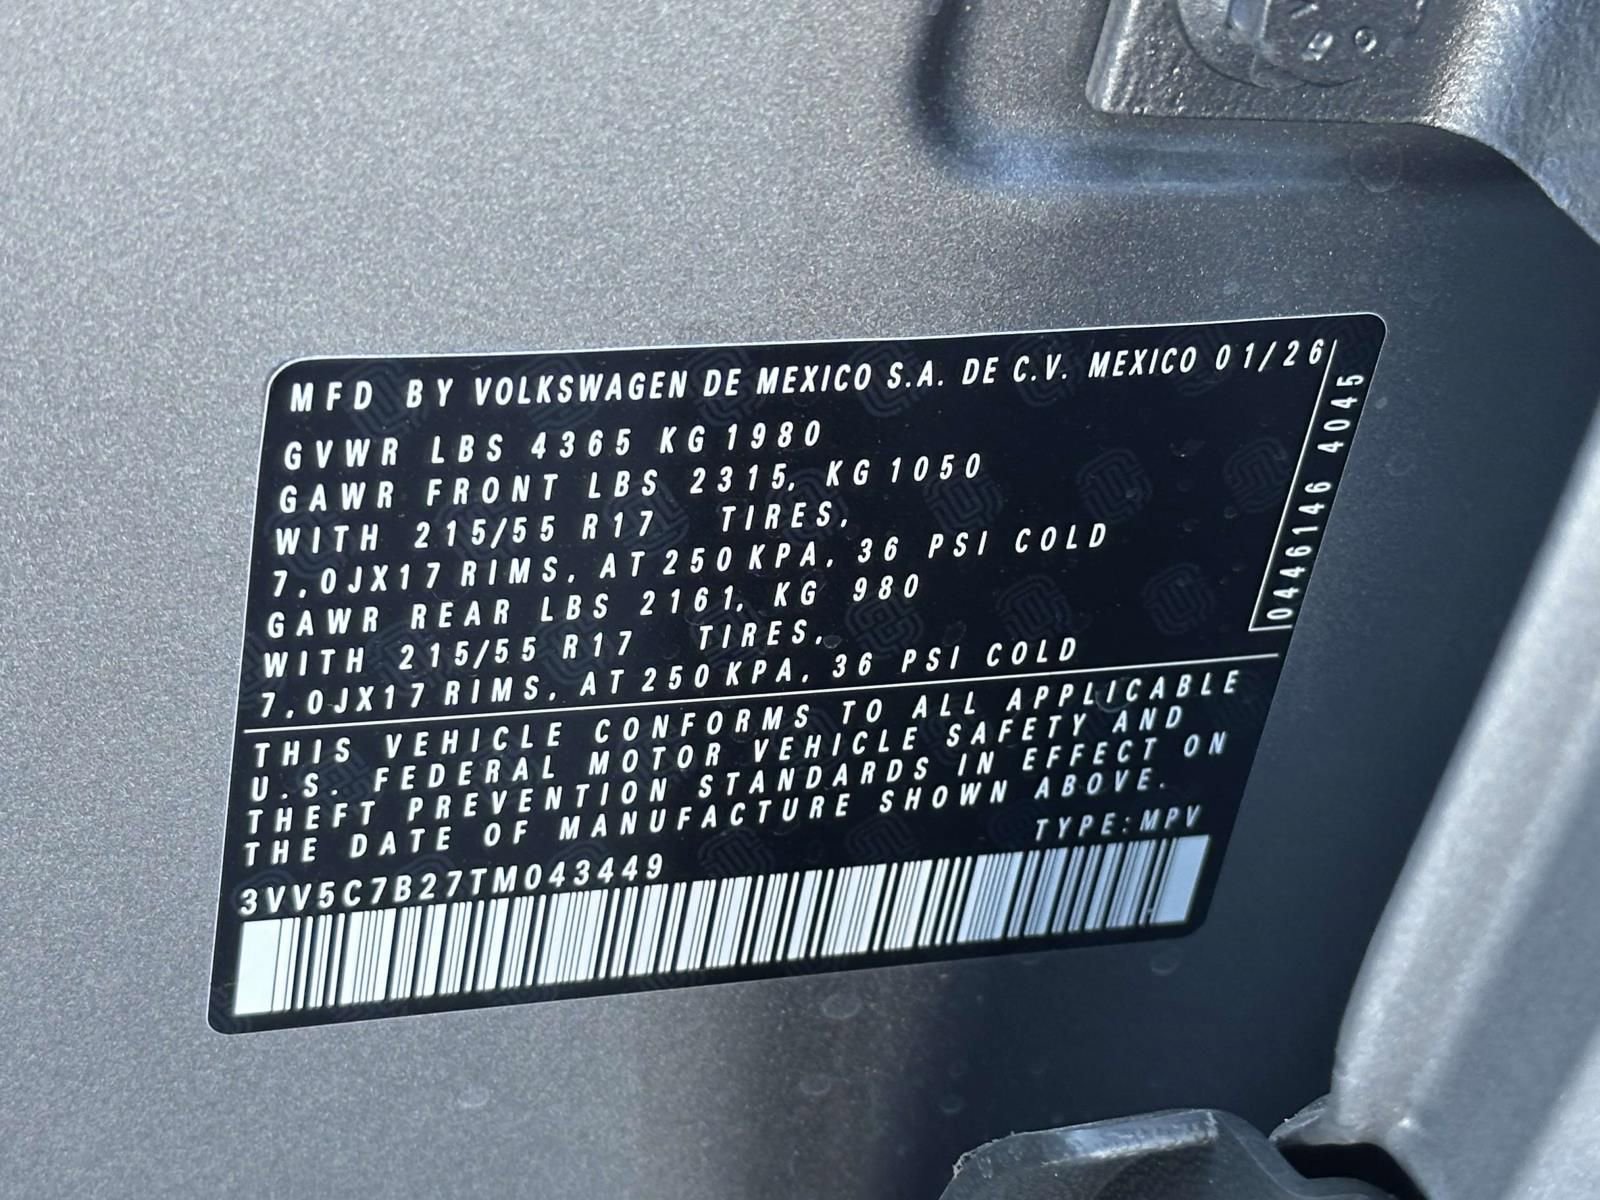 MFD BY VOLKSWAGEN DE MEXICO S.A. DE C.V. MEXICO 01/26
GVWR LBS 4365 KG 1980
GAWR FRONT LBS 2315, KG 1050
WITH 215/55 R17 TIRES,
7.0JX17 RIMS, AT 250 KPA, 36 PSI COLD
GAWR REAR LBS 2161, KG 980
WITH 215/55 R17 TIRES,
7.0JX17 RIMS, AT 250 KPA, 36 PSI COLD
0446146 4045
THIS VEHICLE CONFORMS TO ALL APPLICABLE
U.S. FEDERAL MOTOR VEHICLE SAFETY AND
THEFT PREVENTION STANDARDS IN EFFECT ON
THE DATE OF MANUFACTURE SHOWN ABOVE.
TYPE: MPV
3VV5C7B27TM043449